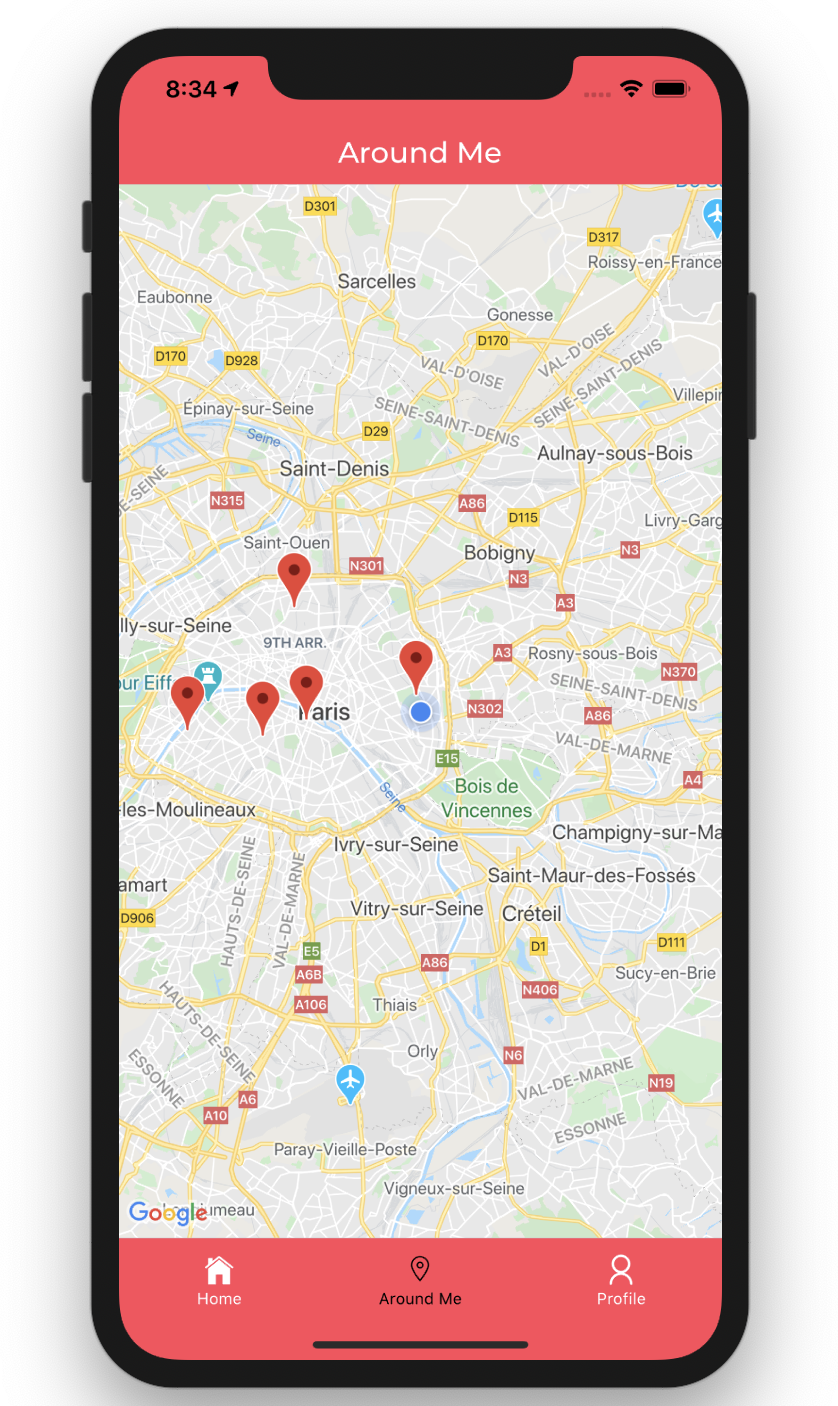 8:34
Around Me
D301
D317
Roissy-en-France
Sarcelles
Eaubonne
Gonesse
D170
VAL-D'OISE
D170
D928
VAL-D'OISE
SEINE-SAINT-DENIS
Villepin
Épinay-sur-Seine
SEINE-SAINT-DENIS
D29
Seine
Aulnay-sous-Bois
Saint-Denis
DE-SEINE
N315
A86
D115
Livry-Garg
Saint-Ouen
Bobigny
N3
N301
N3
A3
lly-sur-Seine
9TH ARR.
A3
Rosny-sous-Bois
N370
our Eiff
SEINE-SAINT-DENIS
Paris
N302
A86
VAL-DE-MARNE
E15
A4
Bois de
Vincennes
Seine
-les-Moulineaux
Champigny-sur-Ma
Ivry-sur-Seine
Saint-Maur-des-Fossés
amart
HAUTS-DE-SEINE
VAL-DE-MARNE
Vitry-sur-Seine
Créteil
D906
E5
D1
D111
A6B
A86
Sucy-en-Brie
N406
A106
Thiais
HAUTS-DE-SEINE
Orly
N6
ESSONNE
VAL-DE-MARNE
N19
A6
A10
ESSONNE
Paray-Vieille-Poste
Vigneux-sur-Seine
Google
umeau
Home
Around Me
Profile